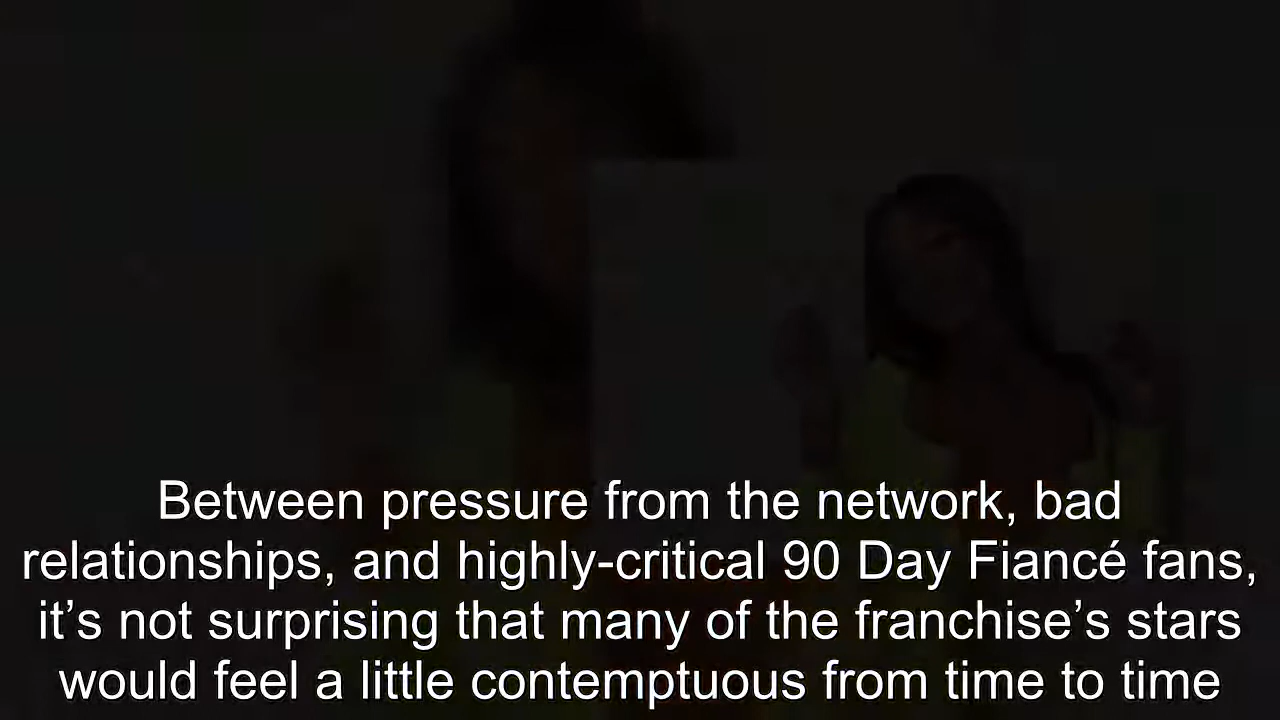 Between pressure from the network, bad
relationships, and highly-critical 90 Day Fiancé fans,
it’s not surprising that many of the franchise’s stars
would feel a little contemptuous from time to time